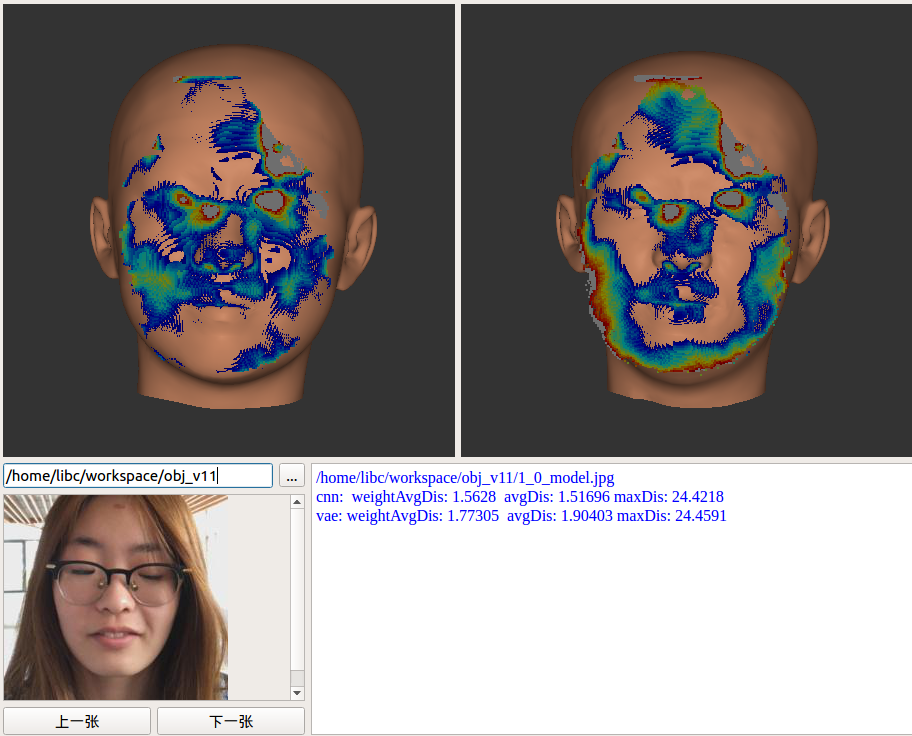 /home/libc/workspace/obj_v11
...
/home/libc/workspace/obj_v11/1_0_model.jpg
cnn:  weightAvgDis: 1.5628  avgDis: 1.51696 maxDis: 24.4218
vae: weightAvgDis: 1.77305  avgDis: 1.90403 maxDis: 24.4591
上一张
下一张